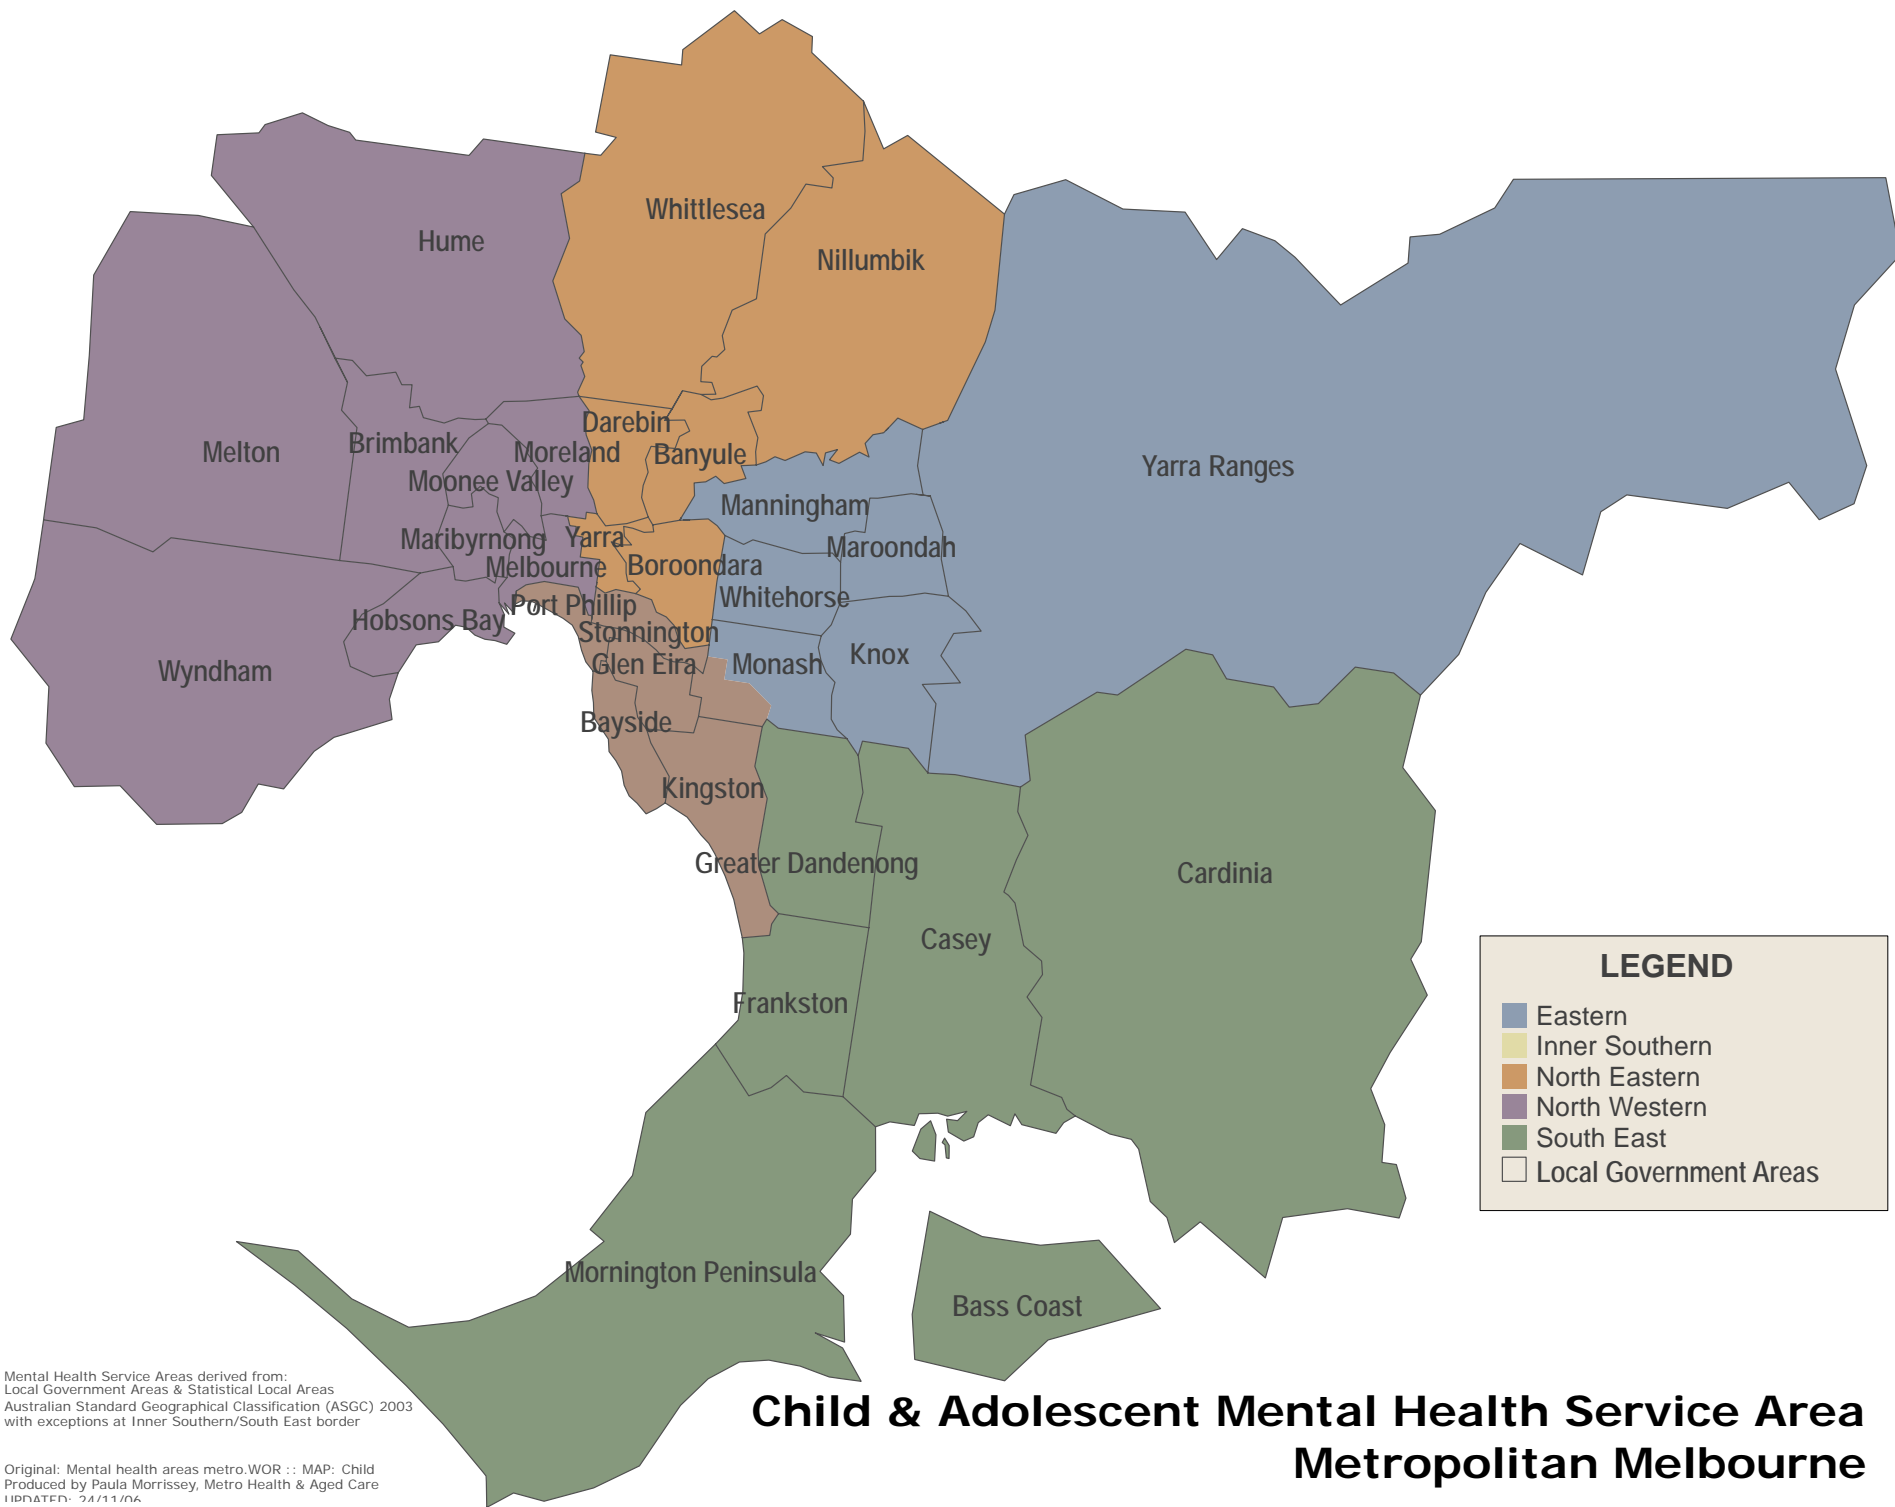 Whittlesea
Hume
Nillumbik
Darebin
Melton
Brimbank
Moreland
Banyule
Yarra Ranges
Moonee Valley
Manningham
Maribyrnong
Yarra
Maroondah
Melbourne
Boroondara
Whitehorse
Port Phillip
Hobsons Bay
Stonnington
Wyndham
Glen Eira
Monash
Knox
Bayside
Kingston
Greater Dandenong
Cardinia
Casey
Frankston
LEGEND
Eastern
Inner Southern
North Eastern
North Western
South East
Local Government Areas
Mornington Peninsula
Bass Coast
Mental Health Service Areas derived from:
Local Government Areas & Statistical Local Areas
Australian Standard Geographical Classification (ASGC) 2003
with exceptions at Inner Southern/South East border
Child & Adolescent Mental Health Service Area
Metropolitan Melbourne
Original: Mental health areas metro.WOR :: MAP: Child
Produced by Paula Morrissey, Metro Health & Aged Care
UPDATED: 24/11/06